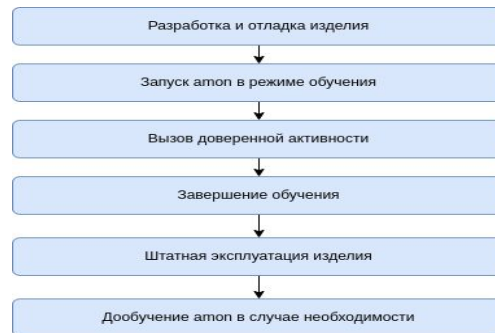 Разработка и отладка изделия
Запуск amon в режиме обучения
Вызов доверенной активности
Завершение обучения
Штатная эксплуатация изделия
Дообучение amon в случае необходимости